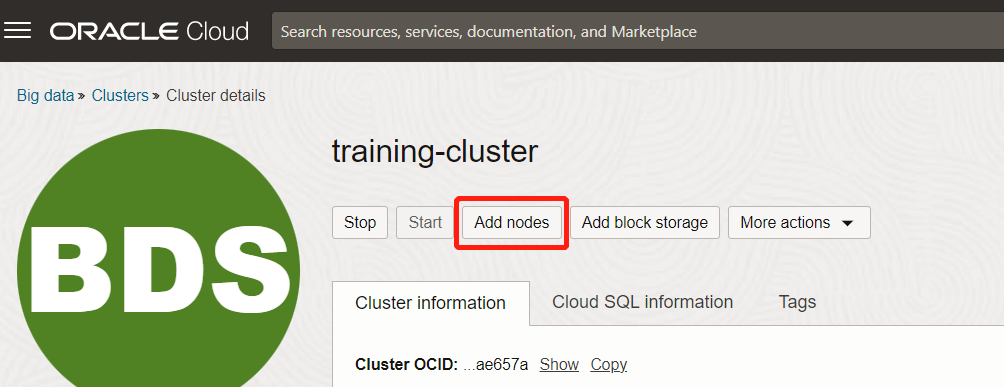 ORACLE Cloud
Search resources, services, documentation, and Marketplace
Big data » Clusters » Cluster details
BDS
training-cluster
Stop Start Add nodes Add block storage More actions
Cluster information Cloud SQL information Tags
Cluster OCID: ...ae657a Show Copy